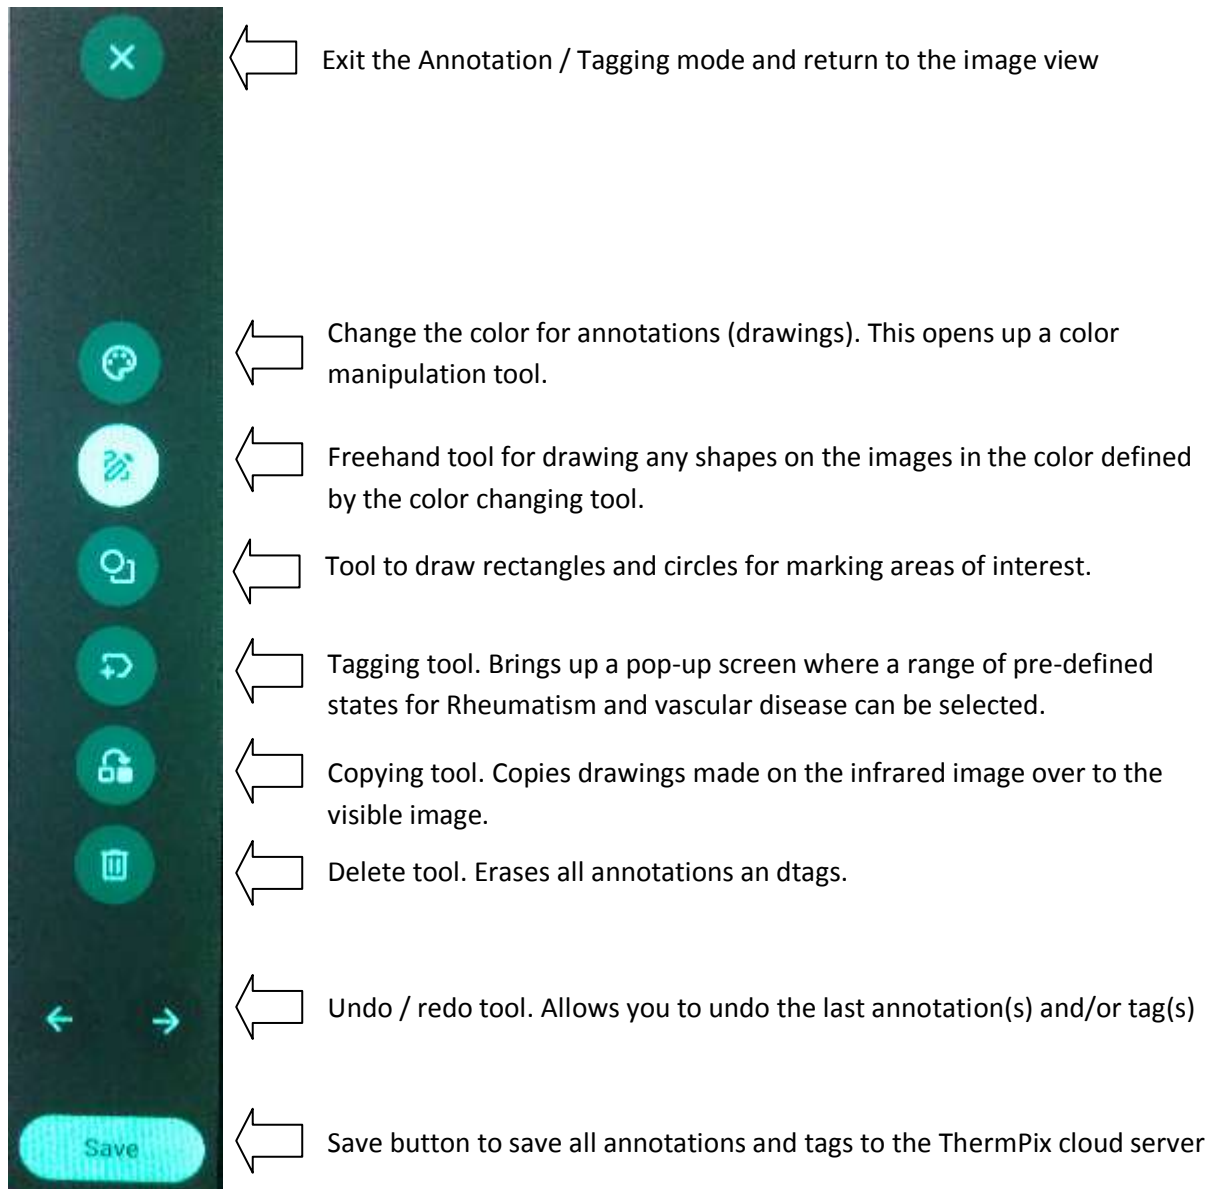 Exit the Annotation / Tagging mode and return to the image view
Change the color for annotations (drawings). This opens up a color
manipulation tool.
Freehand tool for drawing any shapes on the images in the color defined
by the color changing tool.
Tool to draw rectangles and circles for marking areas of interest.
Tagging tool. Brings up a pop-up screen where a range of pre-defined
states for Rheumatism and vascular disease can be selected.
Copying tool. Copies drawings made on the infrared image over to the
visible image.
Delete tool. Erases all annotations an dtags.
Undo / redo tool. Allows you to undo the last annotation(s) and/or tag(s)
Save
Save button to save all annotations and tags to the ThermPix cloud server